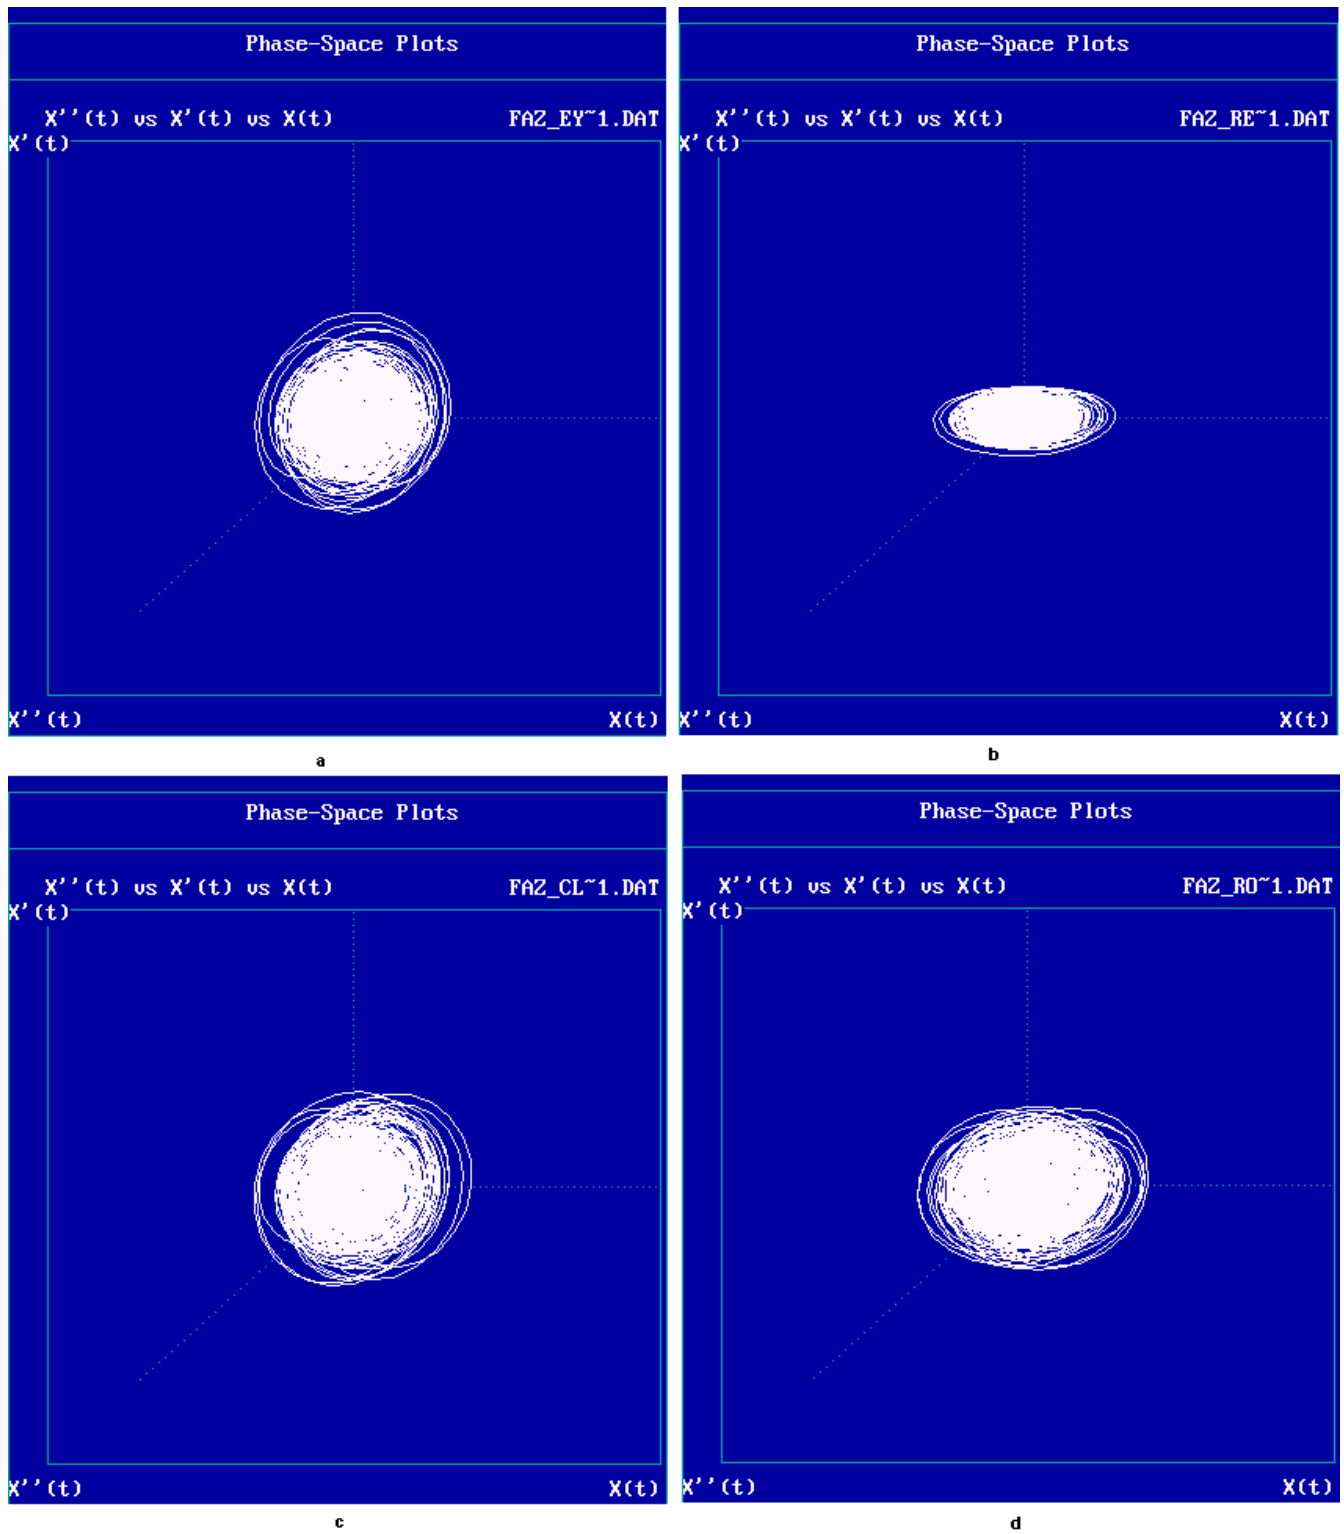 Phase-Space Plots
X''(t) vs X'(t) vs X(t) FAZ_EY~1.DAT
X'(t)
X''(t) X(t)
a
Phase-Space Plots
X''(t) vs X'(t) vs X(t) FAZ_RE~1.DAT
X'(t)
X''(t) X(t)
b
Phase-Space Plots
X''(t) vs X'(t) vs X(t) FAZ_CL~1.DAT
X'(t)
X''(t) X(t)
c
Phase-Space Plots
X''(t) vs X'(t) vs X(t) FAZ_RO~1.DAT
X'(t)
X''(t) X(t)
d